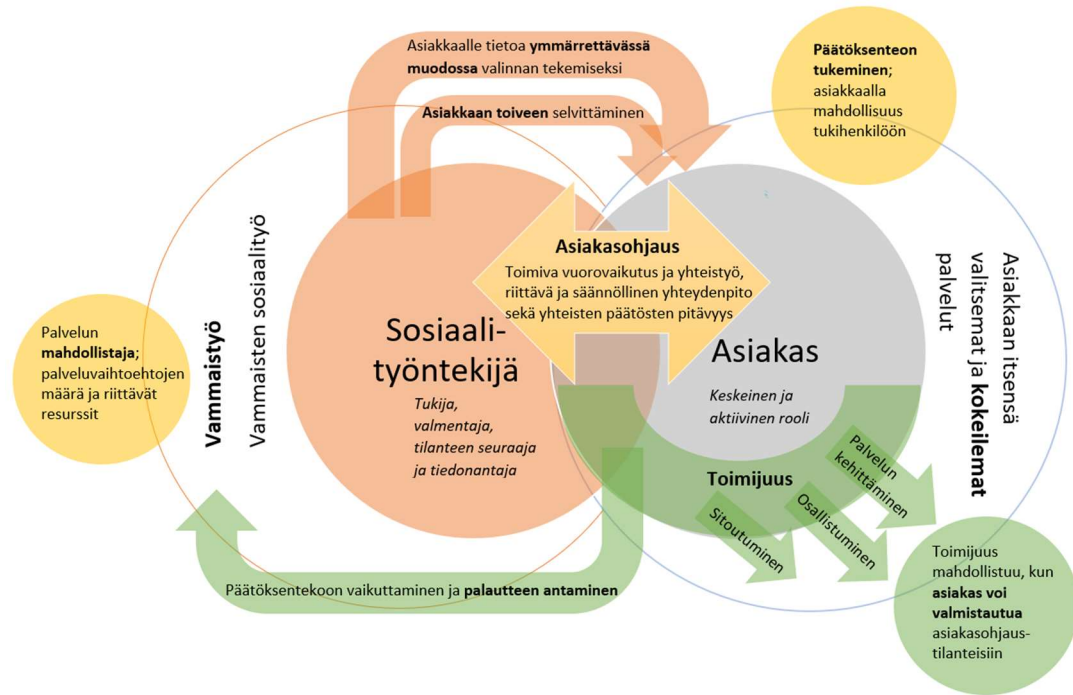 Asiakkaalle tietoa ymmärrettävässä
muodossa valinnan tekemiseksi
Asiakkaan toiveen selvittäminen
Päätöksenteon
tukeminen;
asiakkaalla
mahdollisuus
tukihenkilöön
Palvelun
mahdollistaja;
palveluvaihtoehtojen
määrä ja riittävät
resurssit
Vammaistyö
Vammaisten sosiaalityö
Asiakasohjaus
Toimiva vuorovaikutus ja yhteistyö,
riittävä ja säännöllinen yhteydenpito
sekä yhteisten päätösten pitävyys
Sosiaali-
työntekijä
Tukija,
valmentaja,
tilanteen seuraaja
ja tiedonantaja
Asiakas
Keskeinen ja
aktiivinen rooli
Asiakkaan itsensä
valitsemat ja kokeilemat
palvelut
Toimijuus
Sitoutuminen
Osallistuminen
Palvelun
kehittäminen
Päätöksentekoon vaikuttaminen ja palautteen antaminen
Toimijuus
mahdollistuu, kun
asiakas voi
valmistautua
asiakasohjaus-
tilanteisiin